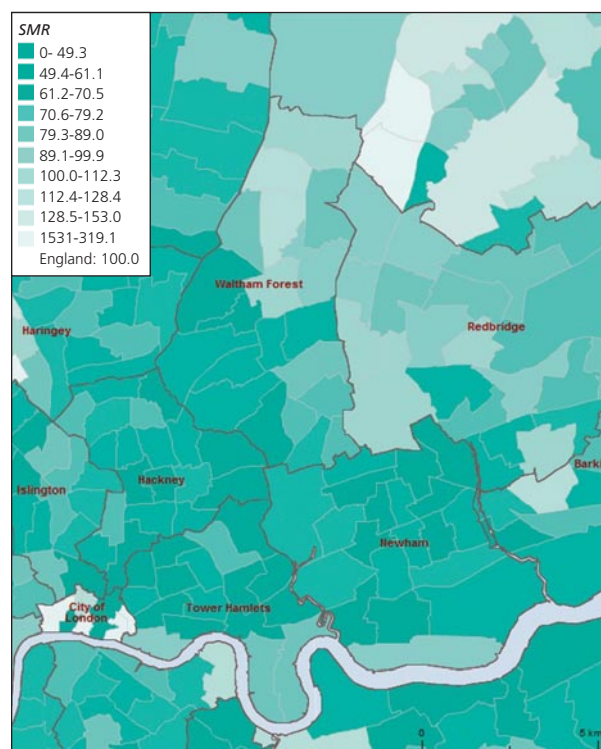 SMR
0- 49.3
49.4-61.1
61.2-70.5
70.6-79.2
79.3-89.0
89.1-99.9
100.0-112.3
112.4-128.4
128.5-153.0
1531-319.1
England: 100.0
Waltham Forest
Haringey
Redbridge
Islington
Hackney
Barki
Newham
City of
London
Tower Hamlets
0
5 km